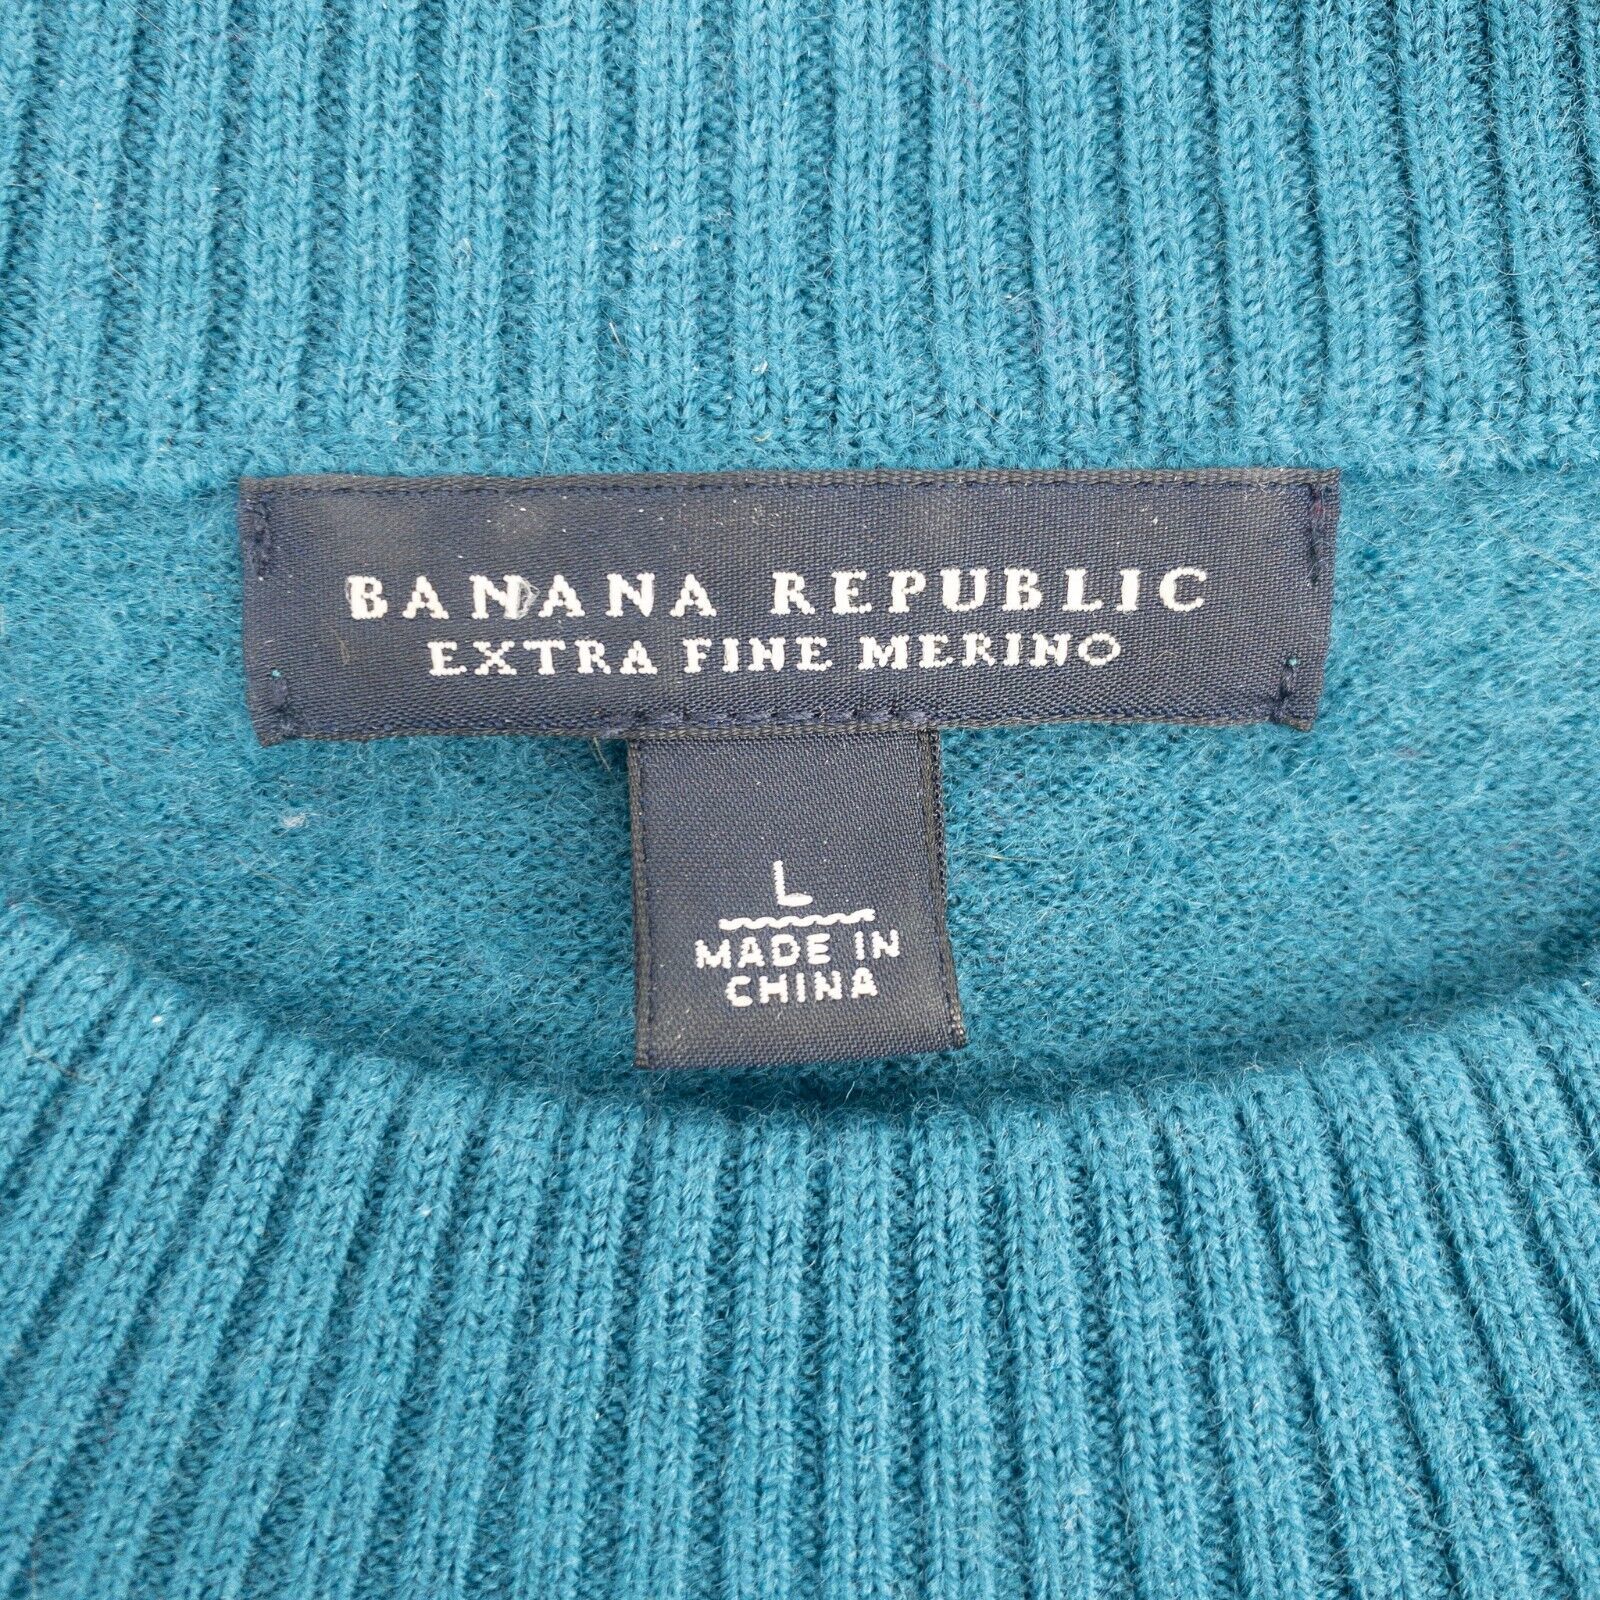 BANANA REPUBLIC
EXTRA FINE MERINO
L
MADE IN
CHINA